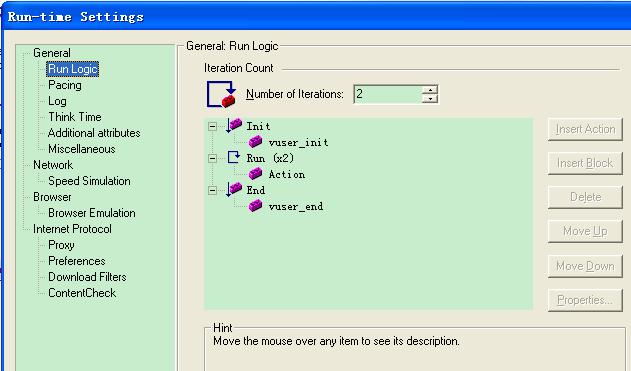 Run-time Settings
General
Run Logic
Pacing
Log
Think Time
Additional attributes
Miscellaneous
Network
Speed Simulation
Browser
Browser Emulation
Internet Protocol
Proxy
Preferences
Download Filters
ContentCheck
General: Run Logic
Iteration Count
Number of Iterations: 2
Init
vuser_init
Run (x2)
Action
End
vuser_end
Insert Action
Insert Block
Delete
Move Up
Move Down
Properties...
Hint
Move the mouse over any item to see its description.